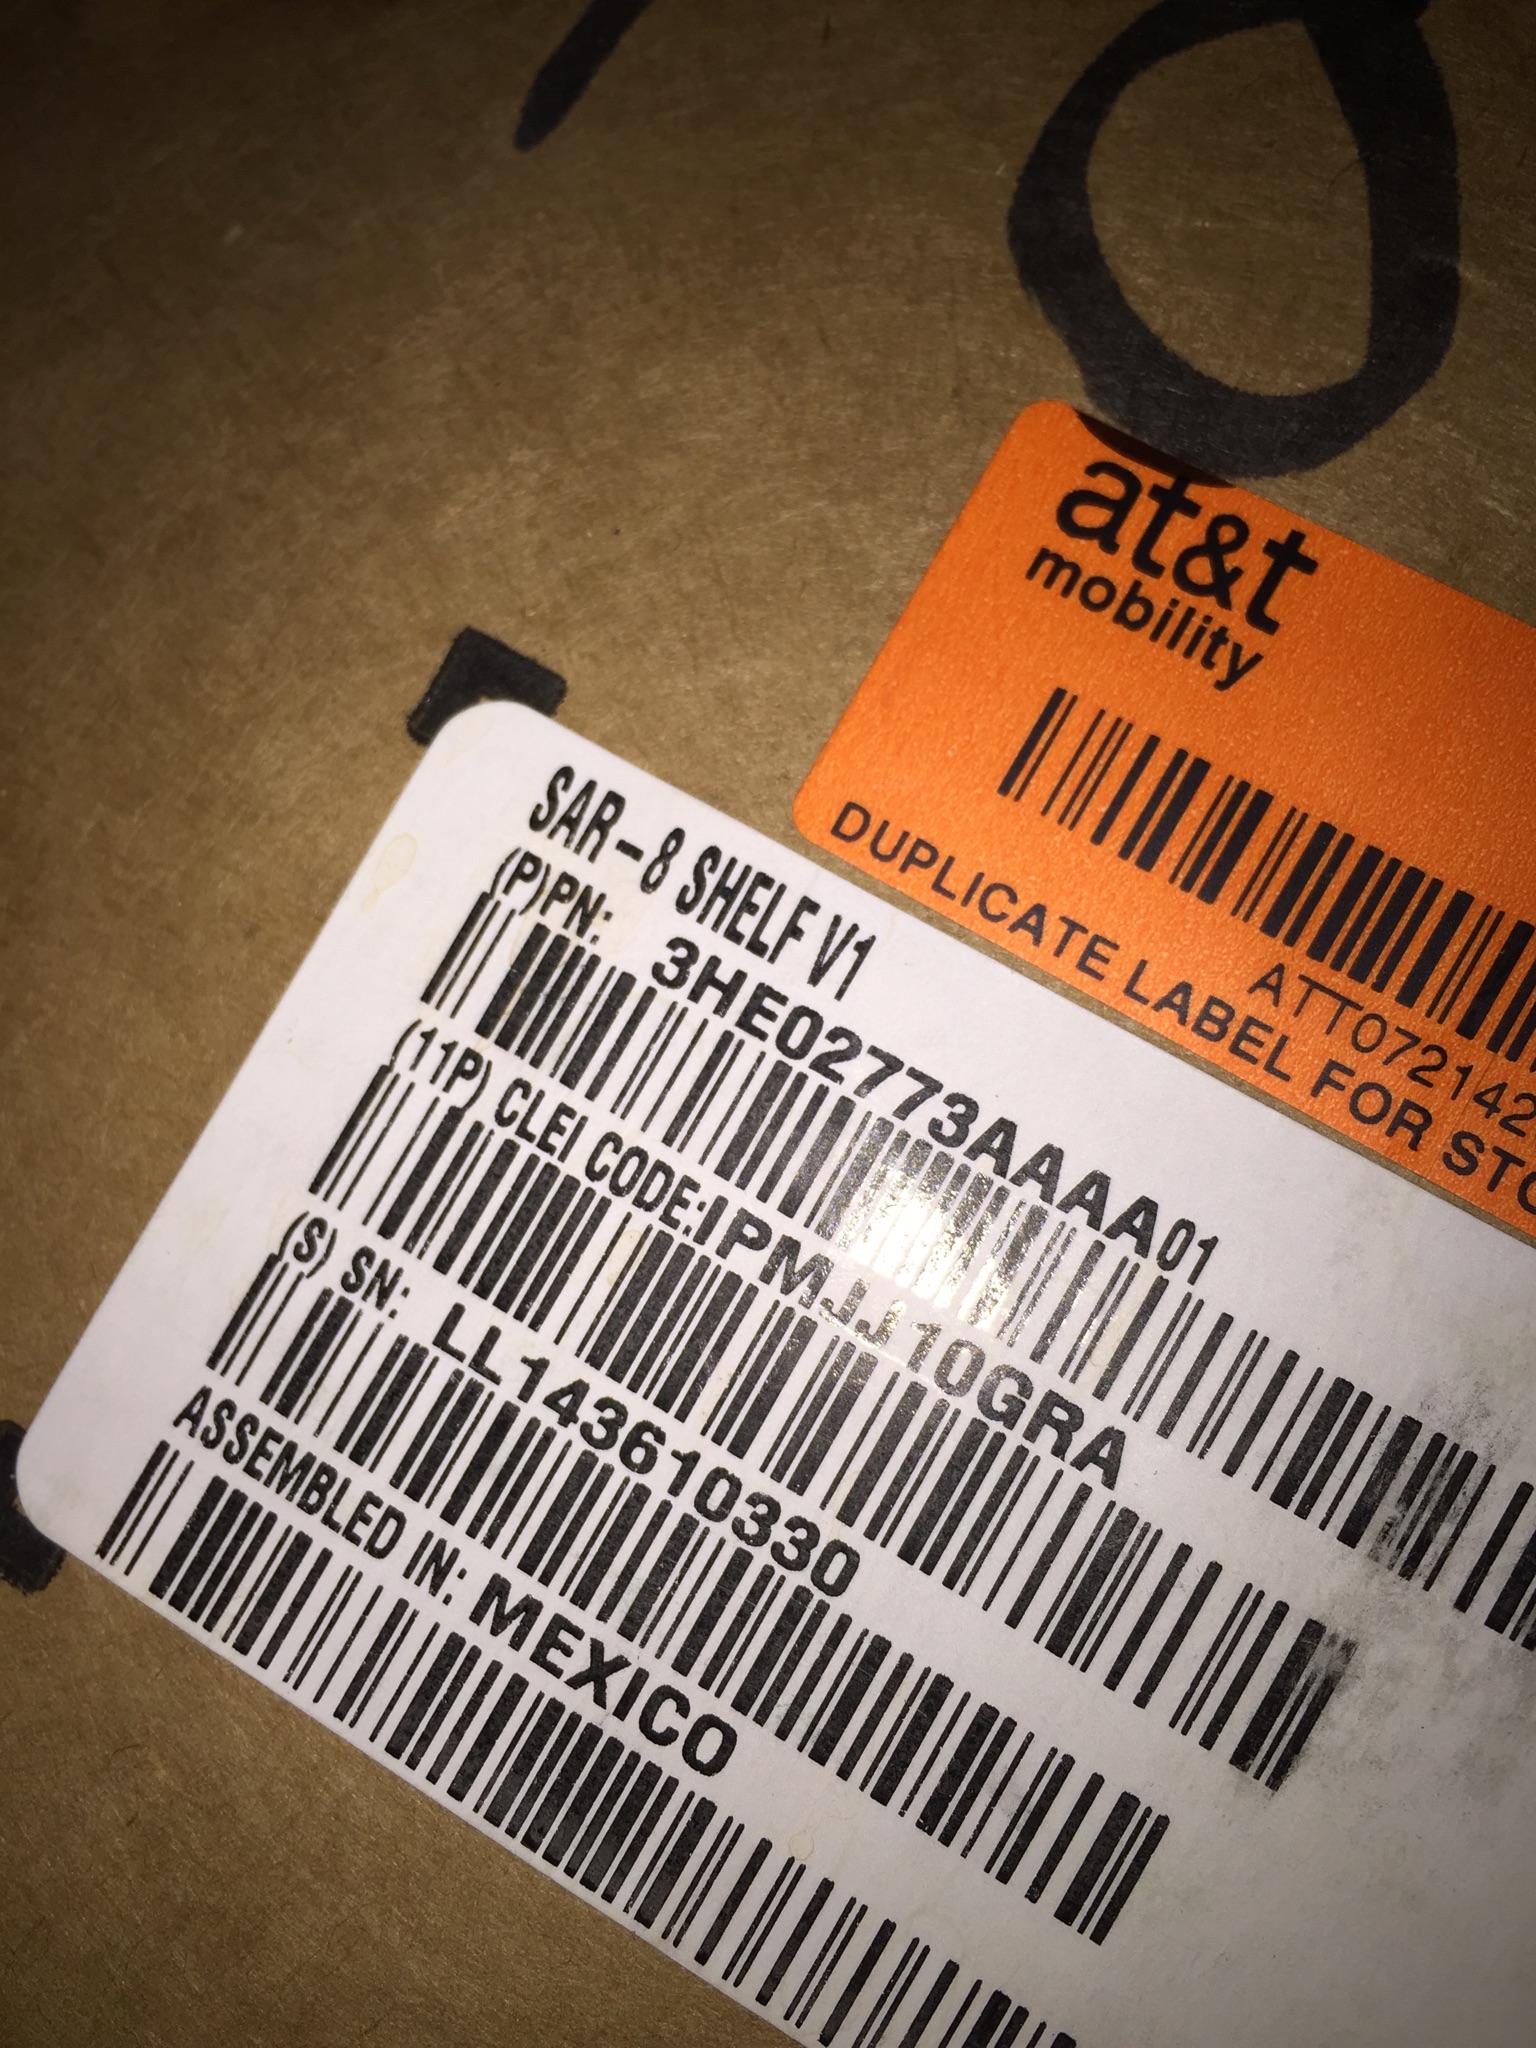 at&t
mobility
ATT072142
DUPLICATE LABEL FOR STO
SAR-8 SHELF V1
(P)PN: 3HE02773AAAA01
(11P) CLEI CODE:IPMJJ10GRA
(S) SN: LL143610330
ASSEMBLED IN: MEXICO